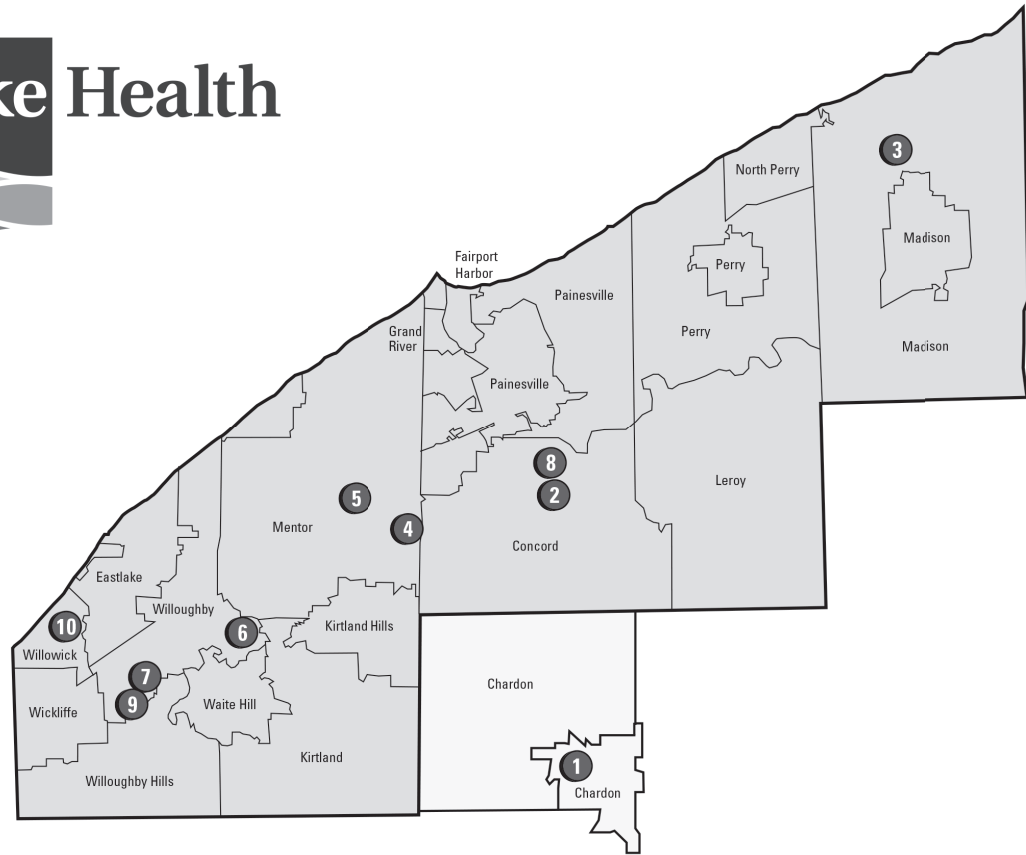 ke Health
3
North Perry
Madison
Fairport
Harbor
Perry
Painesville
Grand
River
Perry
Madison
Painesville
8
Leroy
5
2
Mentor
4
Concord
Eastlake
Willoughby
10
6
Kirtland Hills
Willowick
7
Chardon
9
Waite Hill
Wickliffe
Kirtland
1
Willoughby Hills
Chardon